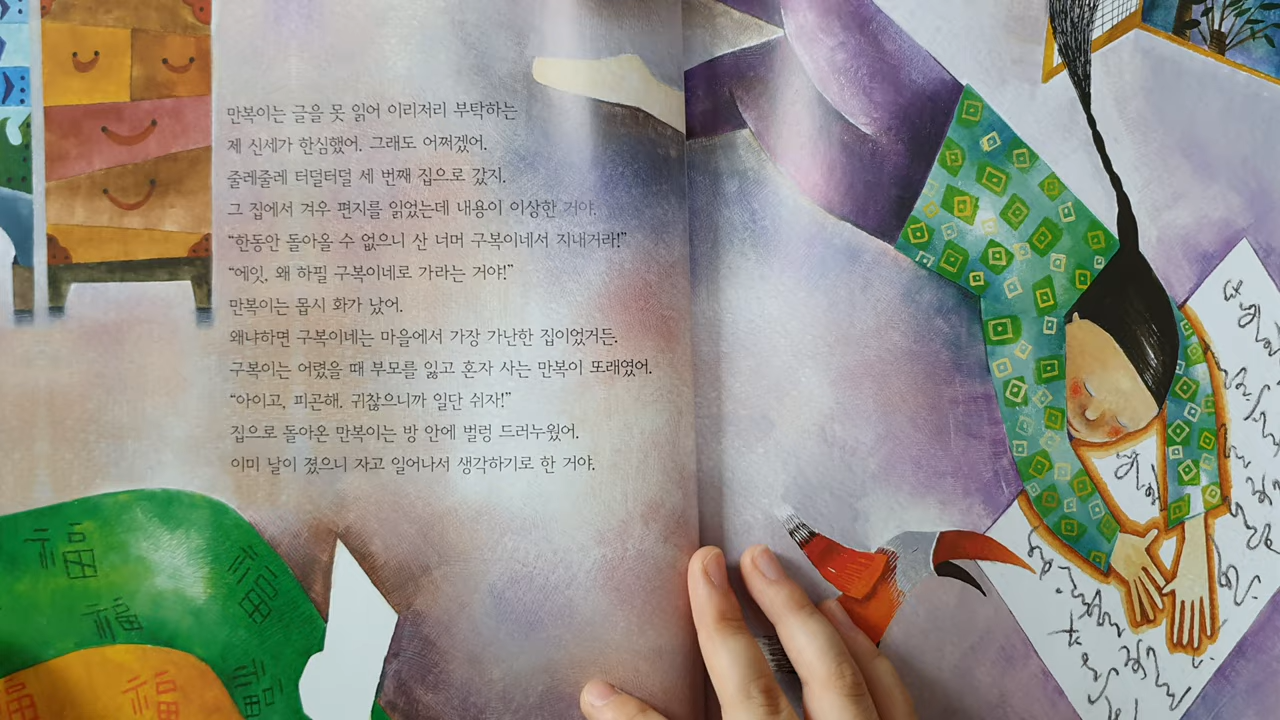 만복이는 글을 못 읽어 이리저리 부탁하는
제 신세가 한심했어. 그래도 어쩌겠어.
줄레줄레 터덜터덜 세 번째 집으로 갔지.
그 집에서 겨우 편지를 읽었는데 내용이 이상한 거야.
“한동안 돌아올 수 없으니 산 너머 구복이네서 지내거라!”
“에잇, 왜 하필 구복이네로 가라는 거야!”
만복이는 몹시 화가 났어.
왜냐하면 구복이네는 마을에서 가장 가난한 집이었거든.
구복이는 어렸을 때 부모를 잃고 혼자 사는 만복이 또래였어.
“아이고, 피곤해. 귀찮으니까 일단 쉬자!”
집으로 돌아온 만복이는 방 안에 벌렁 드러누웠어.
이미 날이 졌으니 자고 일어나서 생각하기로 한 거야.
福
福
福
福
福
福